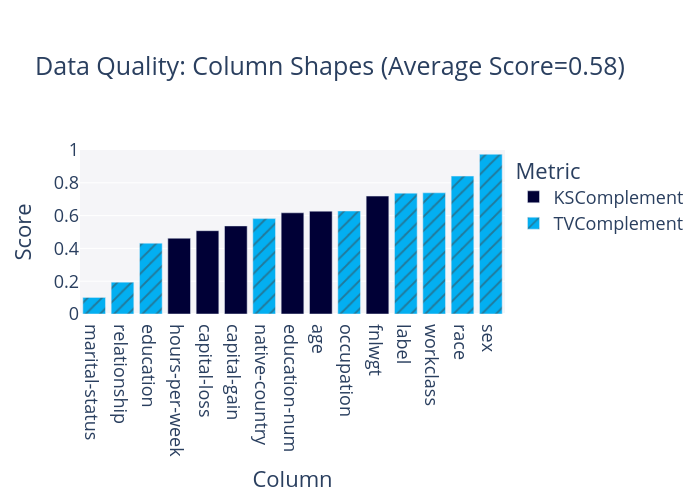 Data Quality: Column Shapes (Average Score=0.58)
1
0.8
0.6
0.4
0.2
0
Score
Metric
KSComplement
TVComplement
marital-status
relationship
education
hours-per-week
capital-loss
capital-gain
native-country
education-num
age
occupation
fnlwgt
label
workclass
race
sex
Column